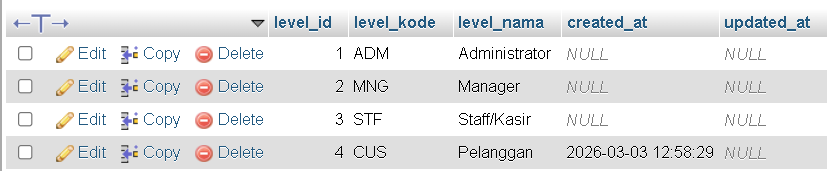 level_id level_kode level_nama created_at updated_at
Edit Copy Delete 1 ADM Administrator NULL NULL
Edit Copy Delete 2 MNG Manager NULL NULL
Edit Copy Delete 3 STF Staff/Kasir NULL NULL
Edit Copy Delete 4 CUS Pelanggan 2026-03-03 12:58:29 NULL